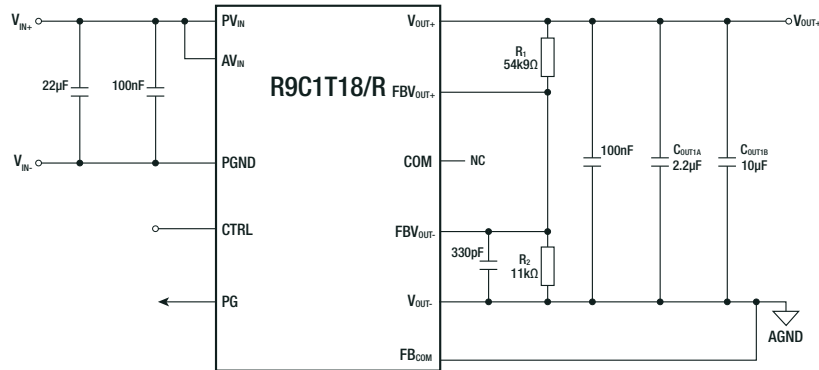 VIN+
22µF
100nF
VIN-
PVIN
AVIN
R9C1T18/R
PGND
CTRL
PG
VOUT+
FBVOUT+
COM
NC
FBVOUT-
VOUT-
FBCOM
R1
54k9Ω
330pF
R2
11kΩ
100nF
COUT1A
2.2µF
COUT1B
10µF
VOUT+
AGND